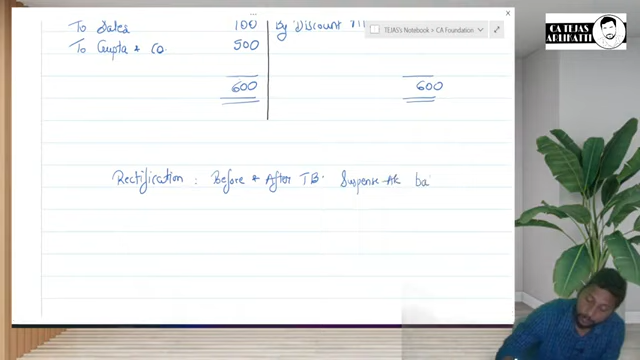 To Sales 100 By Discount
TEJAS's Notebook > CA Foundation
To Gupta & Co. 500
600 600
Rectification : Before & After TB. Suspense A/c ba
CA TEJAS
ARLIKATTI